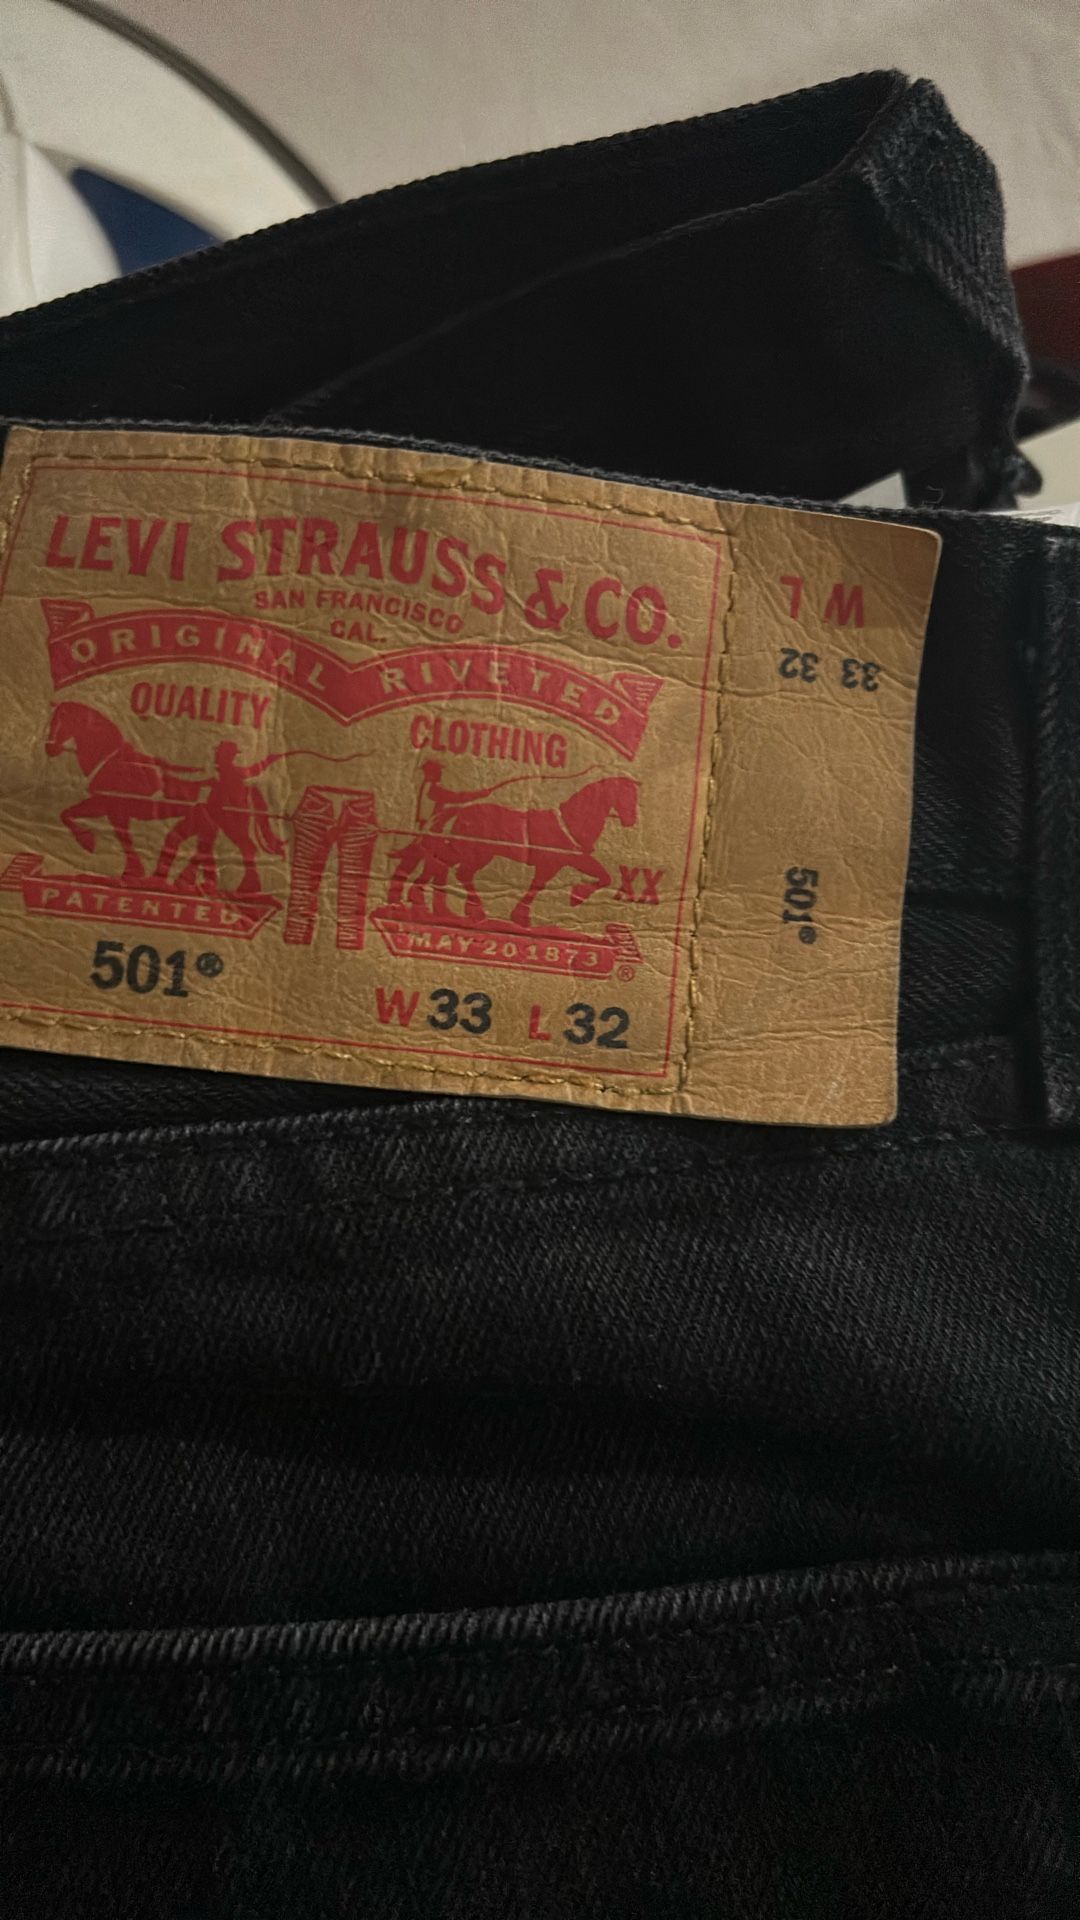 LEVI STRAUSS & CO.
SAN FRANCISCO
CAL.
ORIGINAL RIVETED
QUALITY CLOTHING
XX
PATENTED
MAY 20 1873 ®
501® W33 L32
W L
33 32
501®